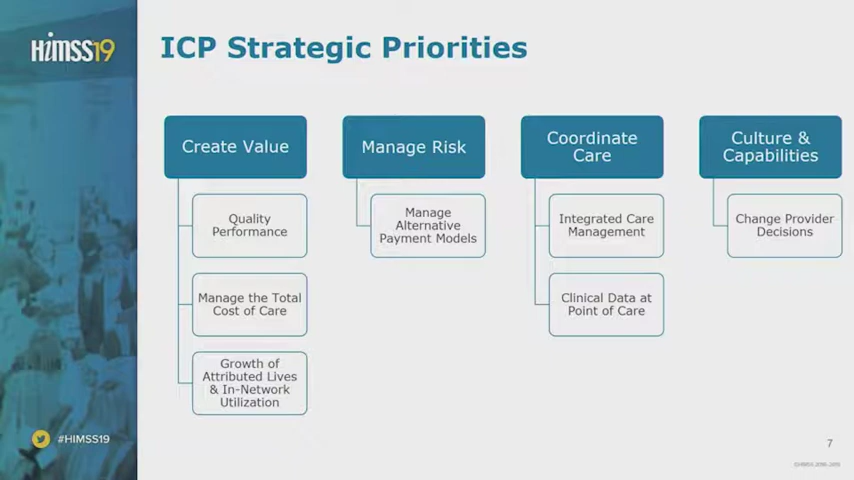 HiMSS19
ICP Strategic Priorities
Create Value
Quality
Performance
Manage the Total
Cost of Care
Growth of
Attributed Lives
& In-Network
Utilization
Manage Risk
Manage
Alternative
Payment Models
Coordinate
Care
Integrated Care
Management
Clinical Data at
Point of Care
Culture &
Capabilities
Change Provider
Decisions
#HIMSS19
7